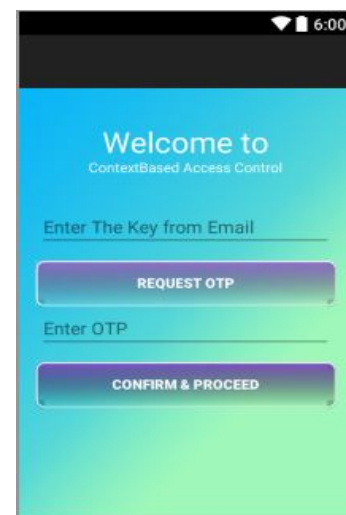 6:00
Welcome to
ContextBased Access Control
Enter The Key from Email
REQUEST OTP
Enter OTP
CONFIRM & PROCEED